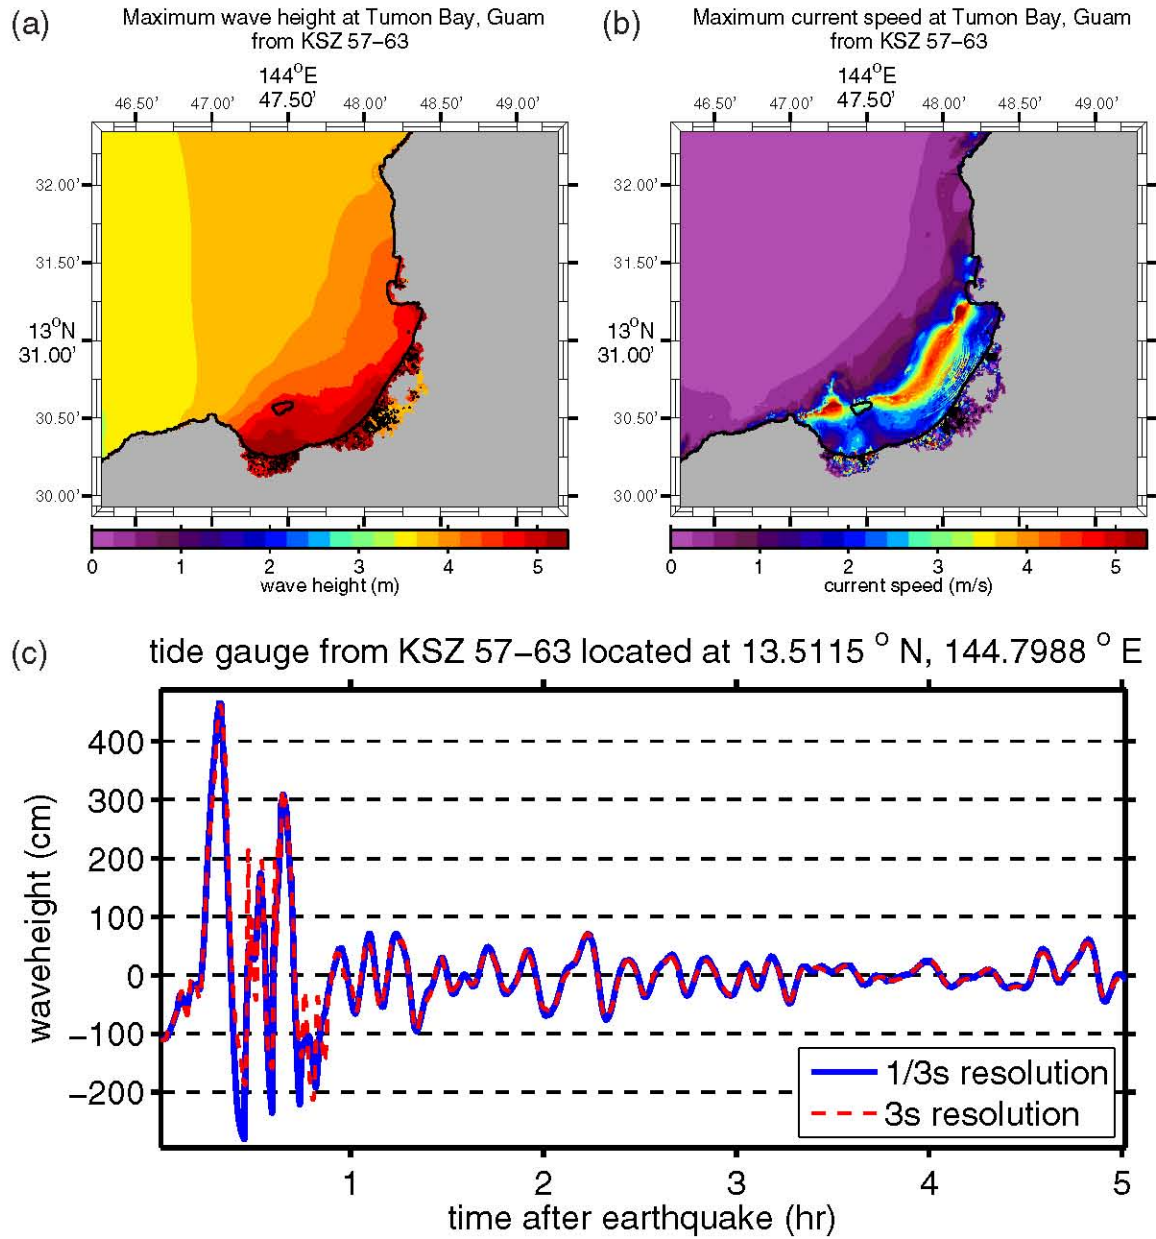 (a)
Maximum wave height at Tumon Bay, Guam
from KSZ 57–63
144°E
47.50'
46.50' 47.00' 48.00' 48.50' 49.00'
32.00'
31.50'
13°N
31.00'
30.50'
30.00'
0 1 2 3 4 5
wave height (m)
(b)
Maximum current speed at Tumon Bay, Guam
from KSZ 57–63
144°E
47.50'
46.50' 47.00' 48.00' 48.50' 49.00'
32.00'
31.50'
13°N
31.00'
30.50'
30.00'
0 1 2 3 4 5
current speed (m/s)
(c)
tide gauge from KSZ 57–63 located at 13.5115 ° N, 144.7988 ° E
waveheight (cm)
400
300
200
100
0
−100
−200
1/3s resolution
3s resolution
1 2 3 4 5
time after earthquake (hr)